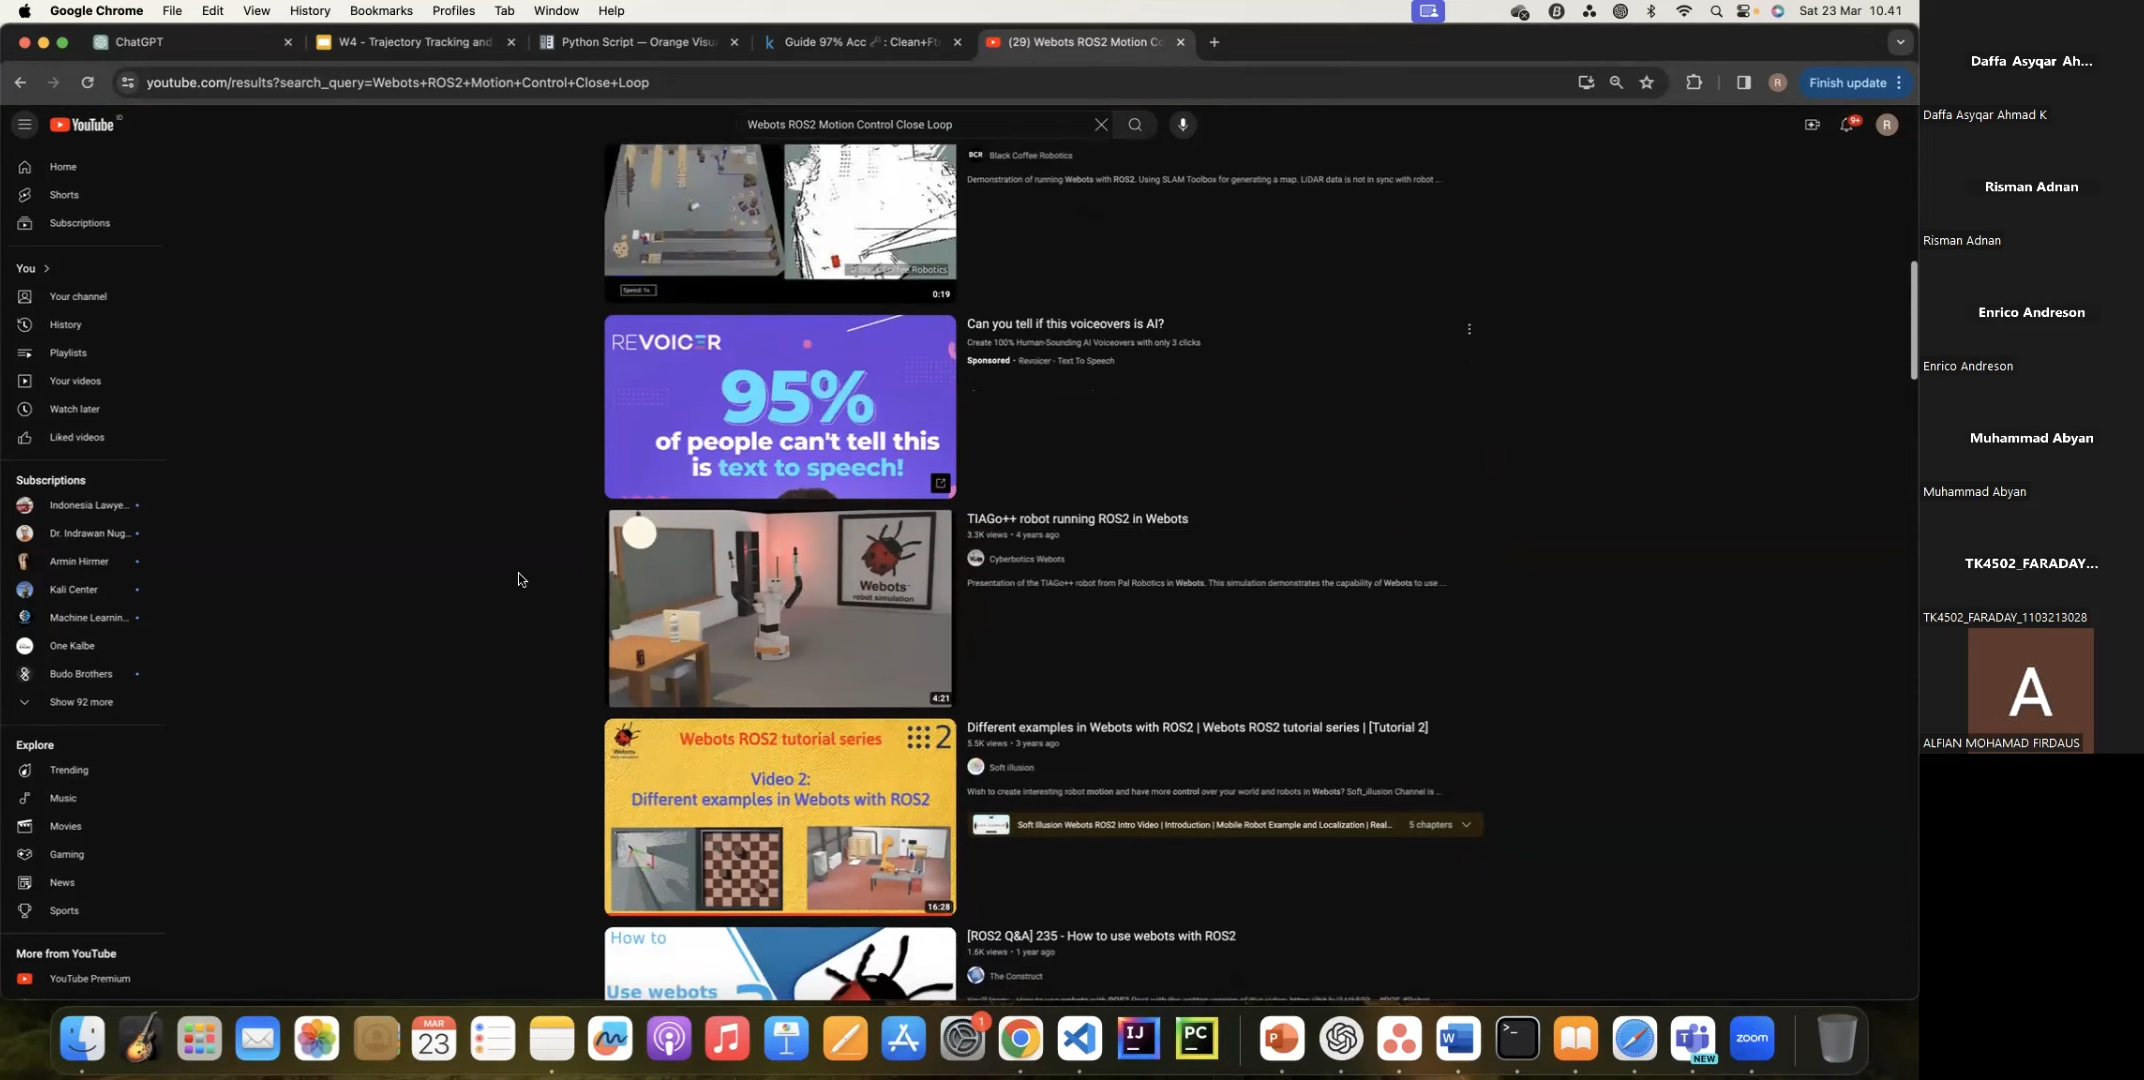 Google Chrome File Edit View History Bookmarks Profiles Tab Window Help Sat 23 Mar 10.41
ChatGPT
W4 - Trajectory Tracking and
Python Script — Orange Visu
Guide 97% Acc : Clean+Ft
(29) Webots ROS2 Motion Co
youtube.com/results?search_query=Webots+ROS2+Motion+Control+Close+Loop
Finish update
YouTube ID
Webots ROS2 Motion Control Close Loop
9+
R
Home
Shorts
Subscriptions
You
Your channel
History
Playlists
Your videos
Watch later
Liked videos
Subscriptions
Indonesia Lawye...
Dr. Indrawan Nug...
Armin Hirmer
Kali Center
Machine Learnin...
One Kalbe
Budo Brothers
Show 92 more
Explore
Trending
Music
Movies
Gaming
News
Sports
More from YouTube
YouTube Premium
Black Coffee Robotics
Speed: 1x
0:19
BCR Black Coffee Robotics
Demonstration of running Webots with ROS2. Using SLAM Toolbox for generating a map. LiDAR data is not in sync with robot ...
REVOICER
95%
of people can't tell this
is text to speech!
Can you tell if this voiceovers is AI?
Create 100% Human-Sounding AI Voiceovers with only 3 clicks
Sponsored · Revoicer - Text To Speech
Webots
robot simulation
4:21
TIAGo++ robot running ROS2 in Webots
3.3K views • 4 years ago
Cyberbotics Webots
Presentation of the TIAGo++ robot from Pal Robotics in Webots. This simulation demonstrates the capability of Webots to use ...
Webots ROS2 tutorial series 2
Video 2:
Different examples in Webots with ROS2
16:28
Different examples in Webots with ROS2 | Webots ROS2 tutorial series | [Tutorial 2]
5.5K views • 3 years ago
Soft illusion
Wish to create interesting robot motion and have more control over your world and robots in Webots? Soft_illusion Channel is ...
Soft Illusion Webots ROS2 Intro Video | Introduction | Mobile Robot Example and Localization | Real... 5 chapters
How to
Use webots
[ROS2 Q&A] 235 - How to use webots with ROS2
1.6K views • 1 year ago
The Construct
Daffa Asyqar Ah...
Daffa Asyqar Ahmad K
Risman Adnan
Risman Adnan
Enrico Andreson
Enrico Andreson
Muhammad Abyan
Muhammad Abyan
TK4502_FARADAY...
TK4502_FARADAY_1103213028
A
ALFIAN MOHAMAD FIRDAUS
MAR
23
1
IJ
PC
P
W
NEW
zoom